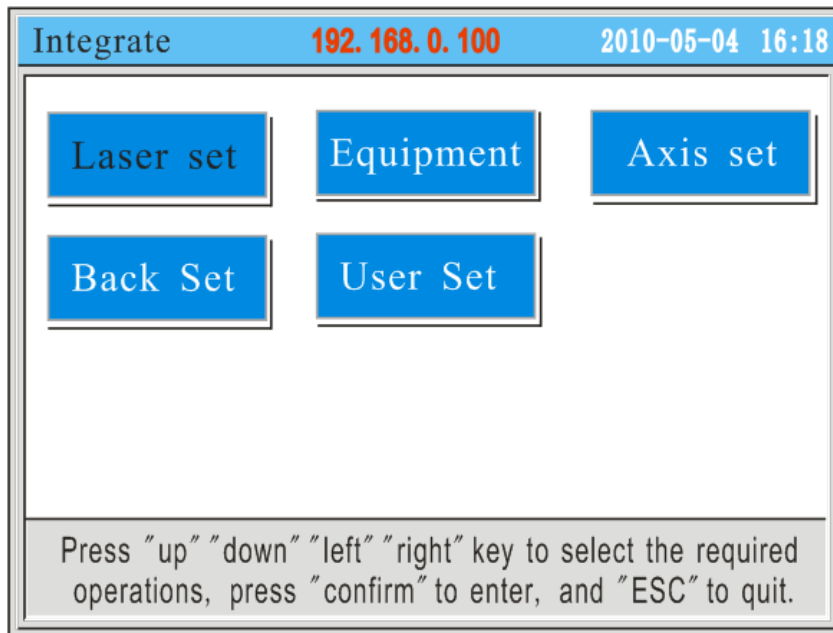 Integrate 192. 168. 0. 100 2010-05-04 16:18
Laser set Equipment Axis set
Back Set User Set
Press "up" "down" "left" "right" key to select the required
operations, press "confirm" to enter, and "ESC" to quit.